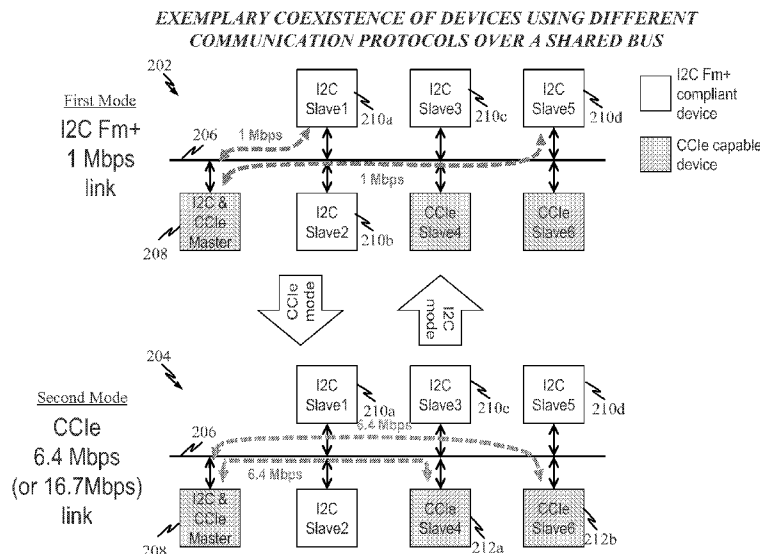 EXEMPLARY COEXISTENCE OF DEVICES USING DIFFERENT
COMMUNICATION PROTOCOLS OVER A SHARED BUS
202
First Mode
I2C Fm+
1 Mbps
link
206
1 Mbps
1 Mbps
I2C
Slave1
210a
I2C
Slave3
210c
I2C
Slave5
210d
I2C Fm+
compliant
device
CCIe capable
device
I2C &
CCIe
Master
208
I2C
Slave2
210b
CCIe
Slave4
CCIe
Slave6
CCIe
mode
I2C
mode
204
Second Mode
CCIe
6.4 Mbps
(or 16.7Mbps)
link
206
I2C
Slave1
210a
I2C
Slave3
210c
I2C
Slave5
210d
6.4 Mbps
6.4 Mbps
I2C &
CCIe
Master
208
I2C
Slave2
CCIe
Slave4
212a
CCIe
Slave6
212b